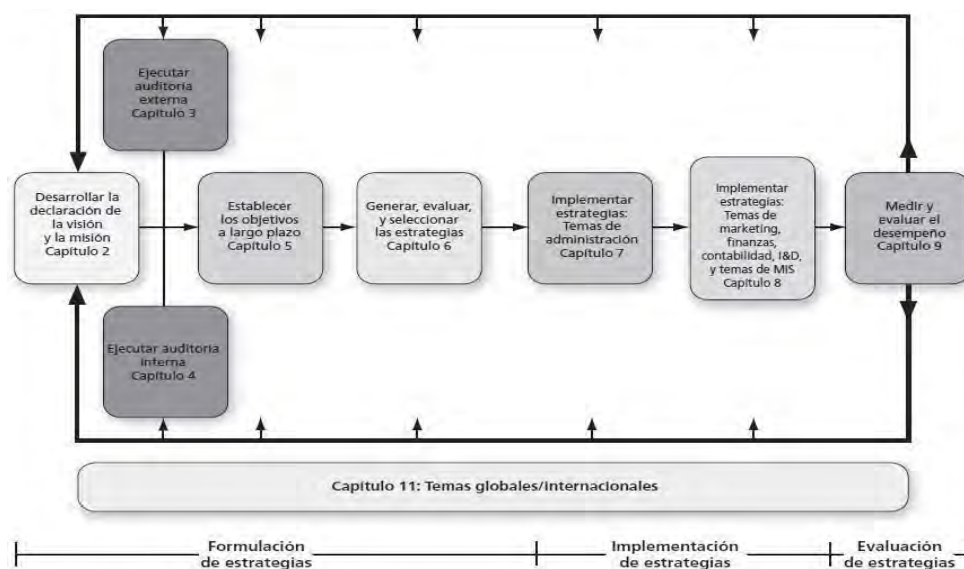 Ejecutar
auditoría
externa
Capítulo 3
Desarrollar la
declaración de
la visión
y la misión
Capítulo 2
Establecer
los objetivos
a largo plazo
Capítulo 5
Generar, evaluar, y
seleccionar
las estrategias
Capítulo 6
Implementar
estrategias:
Temas de
administración
Capítulo 7
Implementar
estrategias:
Temas de
marketing,
finanzas,
contabilidad, I&D,
y temas de MIS
Capítulo 8
Medir y
evaluar el
desempeño
Capítulo 9
Ejecutar auditoría
interna
Capítulo 4
Capítulo 11: Temas globales/internacionales
Formulación
de estrategias
Implementación
de estrategias
Evaluación
de estrategias